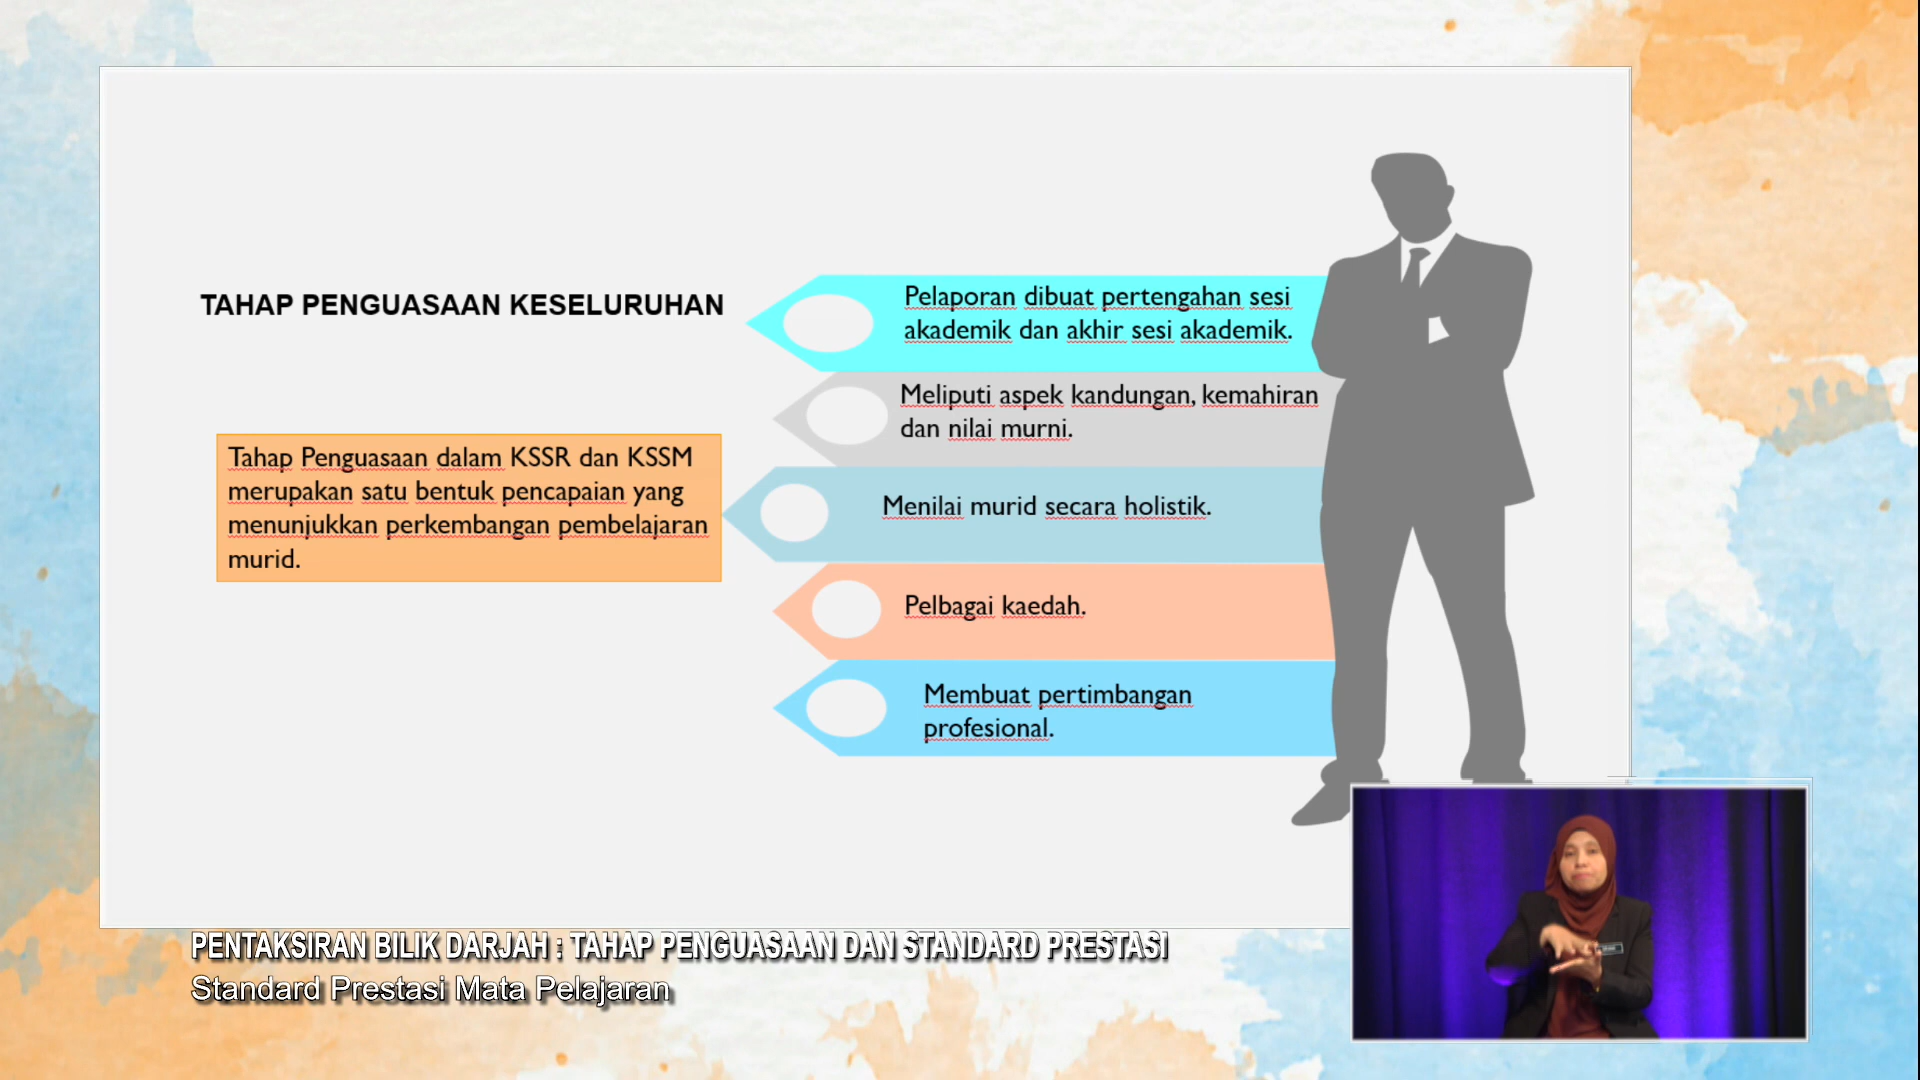 TAHAP PENGUASAAN KESELURUHAN
Tahap Penguasaan dalam KSSR dan KSSM
merupakan satu bentuk pencapaian yang
menunjukkan perkembangan pembelajaran
murid.
Pelaporan dibuat pertengahan sesi
akademik dan akhir sesi akademik.
Meliputi aspek kandungan, kemahiran
dan nilai murni.
Menilai murid secara holistik.
Pelbagai kaedah.
Membuat pertimbangan
profesional.
PENTAKSIRAN BILIK DARJAH : TAHAP PENGUASAAN DAN STANDARD PRESTASI
Standard Prestasi Mata Pelajaran